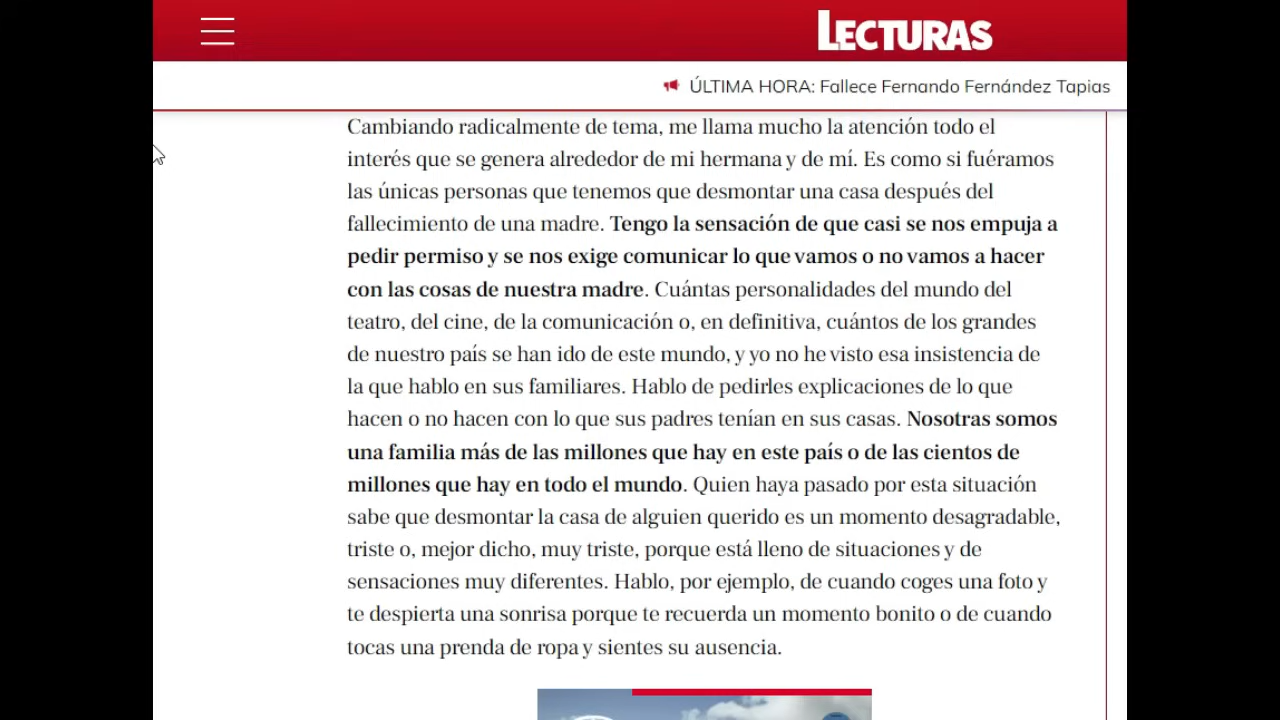 LECTURAS
ÚLTIMA HORA: Fallece Fernando Fernández Tapias
Cambiando radicalmente de tema, me llama mucho la atención todo el
interés que se genera alrededor de mi hermana y de mí. Es como si fuéramos
las únicas personas que tenemos que desmontar una casa después del
fallecimiento de una madre. Tengo la sensación de que casi se nos empuja a
pedir permiso y se nos exige comunicar lo que vamos o no vamos a hacer
con las cosas de nuestra madre. Cuántas personalidades del mundo del
teatro, del cine, de la comunicación o, en definitiva, cuántos de los grandes
de nuestro país se han ido de este mundo, y yo no he visto esa insistencia de
la que hablo en sus familiares. Hablo de pedirles explicaciones de lo que
hacen o no hacen con lo que sus padres tenían en sus casas. Nosotras somos
una familia más de las millones que hay en este país o de las cientos de
millones que hay en todo el mundo. Quien haya pasado por esta situación
sabe que desmontar la casa de alguien querido es un momento desagradable,
triste o, mejor dicho, muy triste, porque está lleno de situaciones y de
sensaciones muy diferentes. Hablo, por ejemplo, de cuando coges una foto y
te despierta una sonrisa porque te recuerda un momento bonito o de cuando
tocas una prenda de ropa y sientes su ausencia.